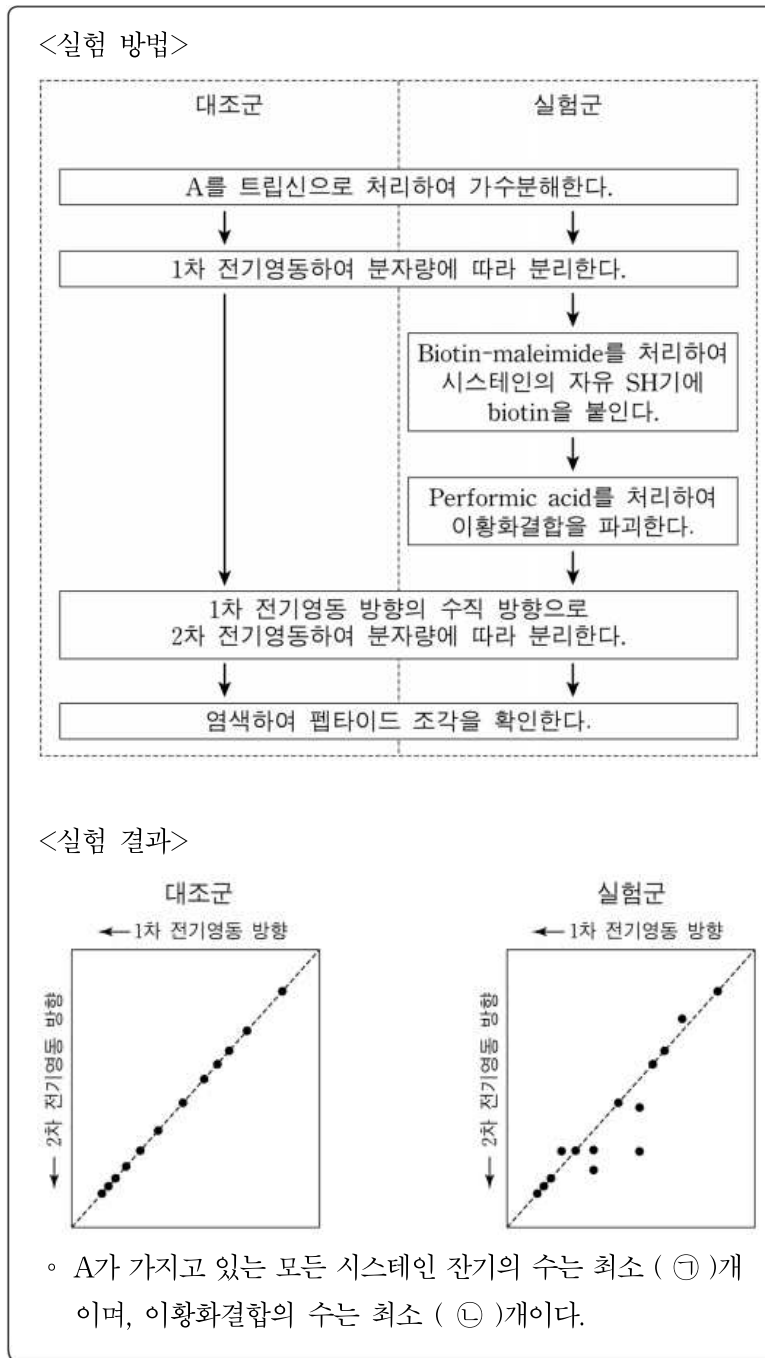 <실험 방법>
대조군
실험군
A를 트립신으로 처리하여 가수분해한다.
1차 전기영동하여 분자량에 따라 분리한다.
Biotin-maleimide를 처리하여
시스테인의 자유 SH기에
biotin을 붙인다.
Performic acid를 처리하여
이황화결합을 파괴한다.
1차 전기영동 방향의 수직 방향으로
2차 전기영동하여 분자량에 따라 분리한다.
염색하여 펩타이드 조각을 확인한다.
<실험 결과>
대조군
← 1차 전기영동 방향
← 2차 전기영동 방향
실험군
← 1차 전기영동 방향
← 2차 전기영동 방향
◦ A가 가지고 있는 모든 시스테인 잔기의 수는 최소 ( ㉠ )개
이며, 이황화결합의 수는 최소 ( ㉡ )개이다.